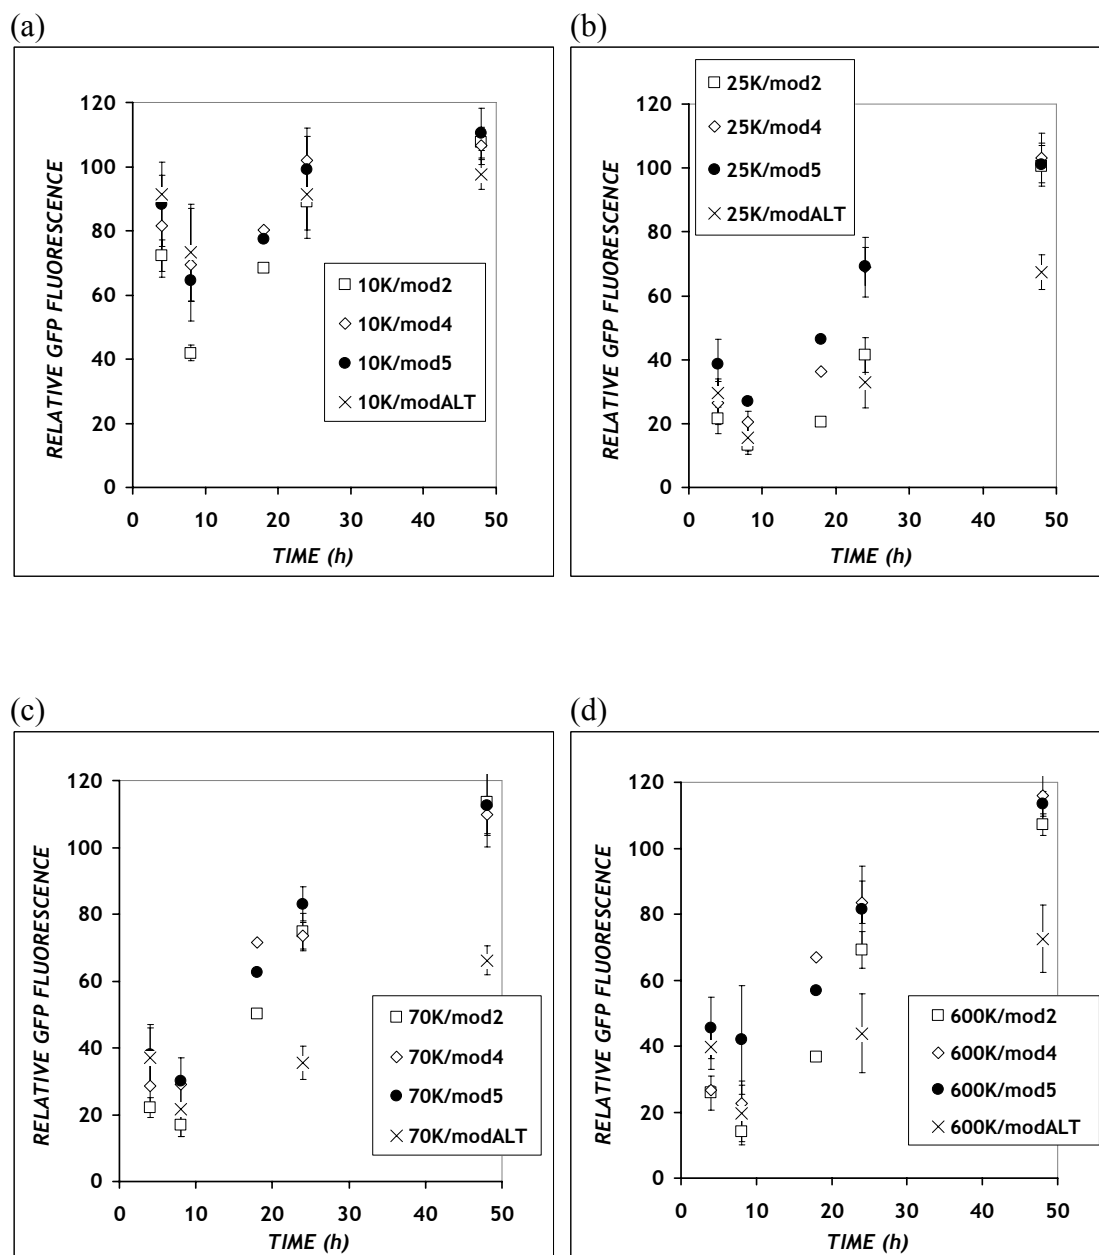 (a)
RELATIVE GFP FLUORESCENCE
120
100
80
60
40
20
0
0 10 20 30 40 50
TIME (h)
10K/mod2
10K/mod4
10K/mod5
10K/modALT
(b)
RELATIVE GFP FLUORESCENCE
120
100
80
60
40
20
0
0 10 20 30 40 50
TIME (h)
25K/mod2
25K/mod4
25K/mod5
25K/modALT
(c)
RELATIVE GFP FLUORESCENCE
120
100
80
60
40
20
0
0 10 20 30 40 50
TIME (h)
70K/mod2
70K/mod4
70K/mod5
70K/modALT
(d)
RELATIVE GFP FLUORESCENCE
120
100
80
60
40
20
0
0 10 20 30 40 50
TIME (h)
600K/mod2
600K/mod4
600K/mod5
600K/modALT